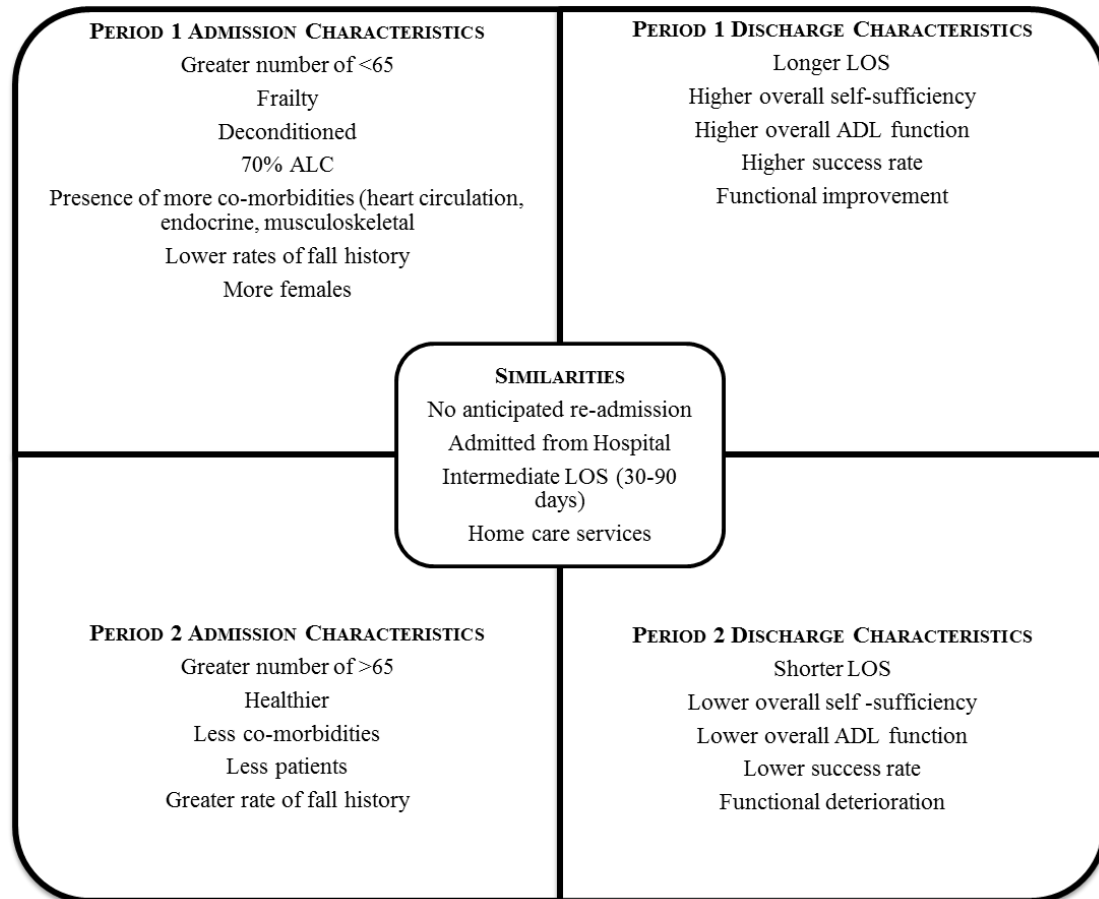 PERIOD 1 ADMISSION CHARACTERISTICS
Greater number of <65
Frailty
Deconditioned
70% ALC
Presence of more co-morbidities (heart circulation,
endocrine, musculoskeletal
Lower rates of fall history
More females
PERIOD 1 DISCHARGE CHARACTERISTICS
Longer LOS
Higher overall self-sufficiency
Higher overall ADL function
Higher success rate
Functional improvement
SIMILARITIES
No anticipated re-admission
Admitted from Hospital
Intermediate LOS (30-90
days)
Home care services
PERIOD 2 ADMISSION CHARACTERISTICS
Greater number of >65
Healthier
Less co-morbidities
Less patients
Greater rate of fall history
PERIOD 2 DISCHARGE CHARACTERISTICS
Shorter LOS
Lower overall self -sufficiency
Lower overall ADL function
Lower success rate
Functional deterioration